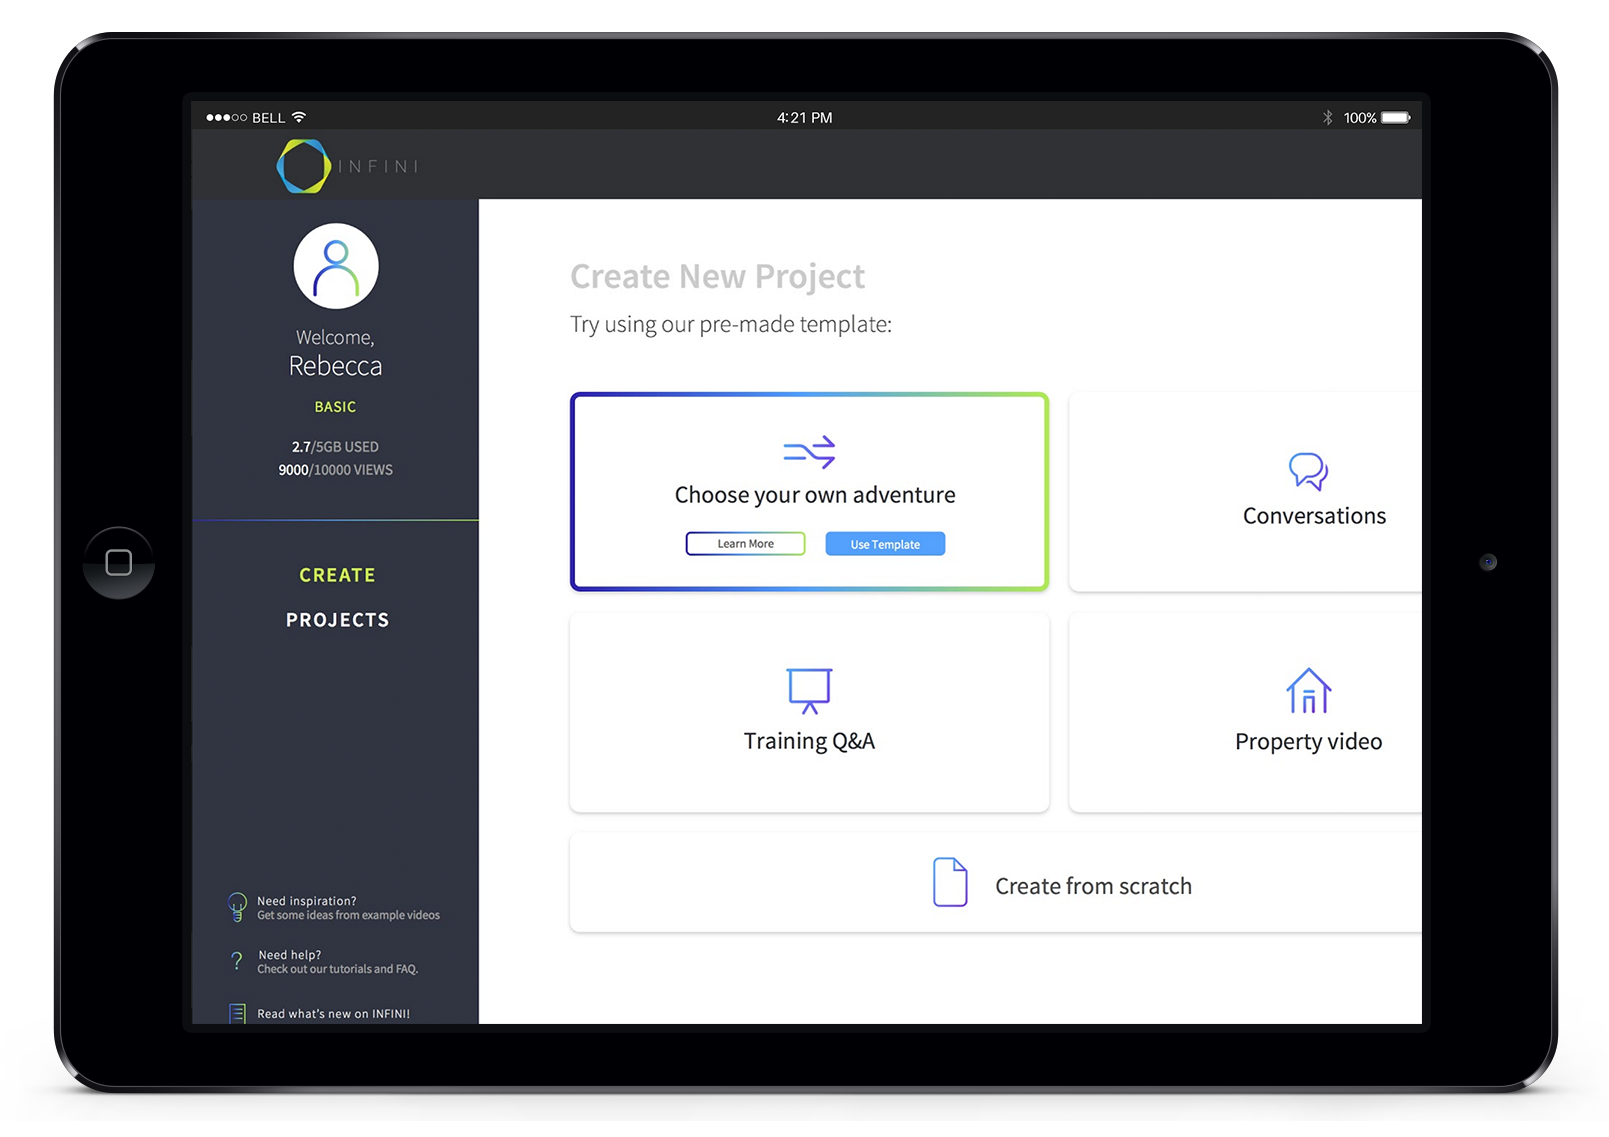 BELL
4:21 PM
100%
INFINI
Welcome,
Rebecca
BASIC
2.7/5GB USED
9000/10000 VIEWS
CREATE
PROJECTS
Need inspiration?
Get some ideas from example videos
Need help?
Check out our tutorials and FAQ.
Read what's new on INFINI!
Create New Project
Try using our pre-made template:
Choose your own adventure
Learn More
Use Template
Conversations
Training Q&A
Property video
Create from scratch